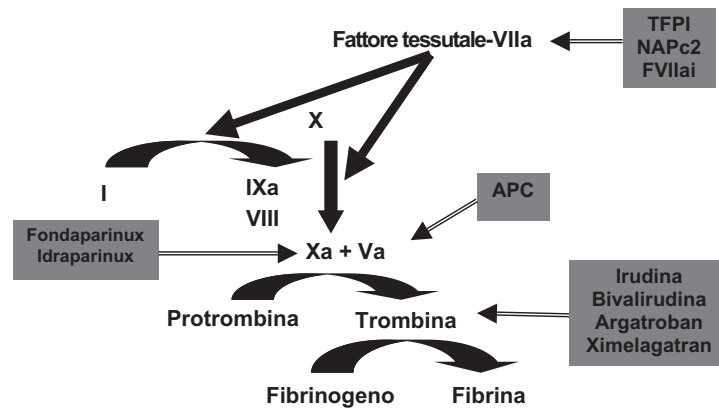 TFPI
NAPc2
FVIIai
Fattore tessutale-VIIa
X
I
IXa
VIII
APC
Fondaparinux
Idraparinux
Xa + Va
Irudina
Bivalirudina
Argatroban
Ximelagatran
Protrombina
Trombina
Fibrinogeno
Fibrina